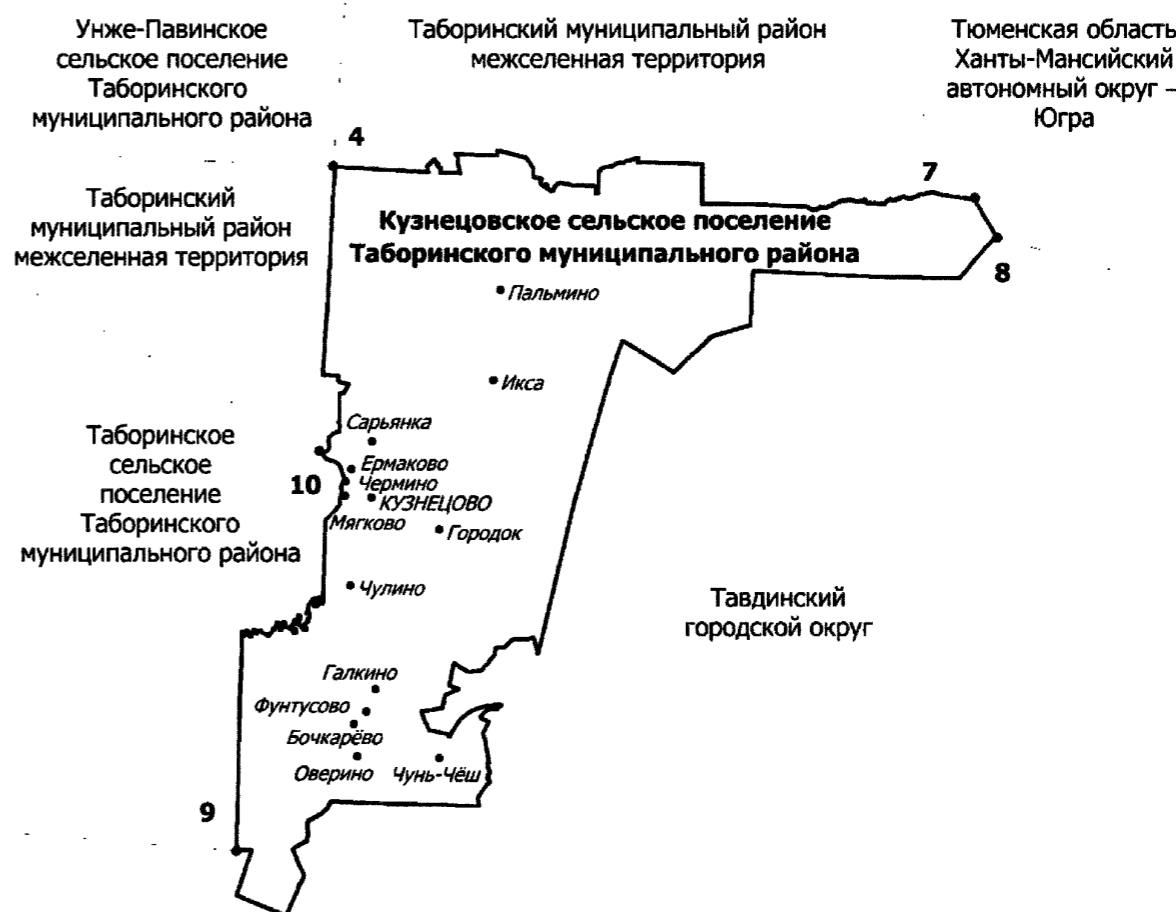 Унже-Павинское
сельское поселение
Таборинского
муниципального района
Таборинский муниципальный район
межселенная территория
Тюменская область
Ханты-Мансийский
автономный округ –
Югра
4
7
8
Таборинский
муниципальный район
межселенная территория
Кузнецовское сельское поселение
Таборинского муниципального района
Пальмино
Икса
Сарьянка
Ермаково
Чермино
КУЗНЕЦОВО
Мягково
Городок
Чулино
Таборинское
сельское
поселение
Таборинского
муниципального района
10
Тавдинский
городской округ
Галкино
Фунтусово
Бочкарёво
Оверино
Чунь-Чёш
9